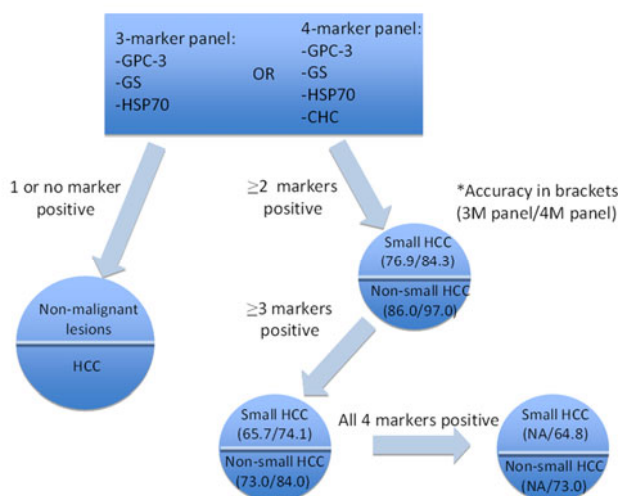 3-marker panel:
-GPC-3
-GS
-HSP70
OR
4-marker panel:
-GPC-3
-GS
-HSP70
-CHC
1 or no marker
positive
≥2 markers
positive
*Accuracy in brackets
(3M panel/4M panel)
Small HCC
(76.9/84.3)
Non-small HCC
(86.0/97.0)
Non-malignant
lesions
HCC
≥3 markers
positive
Small HCC
(65.7/74.1)
Non-small HCC
(73.0/84.0)
All 4 markers positive
Small HCC
(NA/64.8)
Non-small HCC
(NA/73.0)